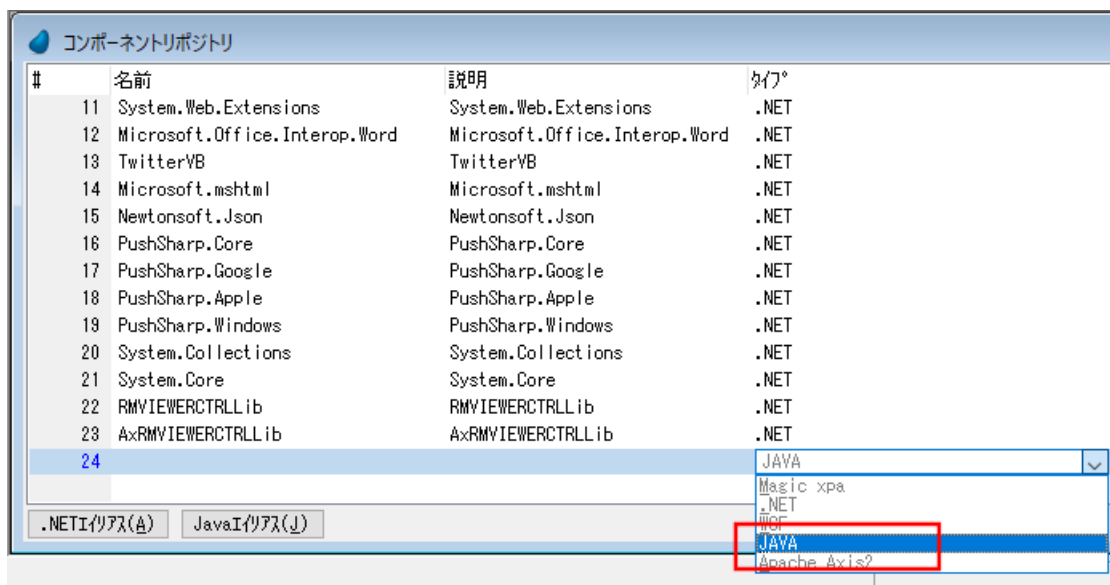 コンポーネントリポジトリ
# 名前 説明 ﾀｲﾌﾟ
11 System.Web.Extensions System.Web.Extensions .NET
12 Microsoft.Office.Interop.Word Microsoft.Office.Interop.Word .NET
13 TwitterVB TwitterVB .NET
14 Microsoft.mshtml Microsoft.mshtml .NET
15 Newtonsoft.Json Newtonsoft.Json .NET
16 PushSharp.Core PushSharp.Core .NET
17 PushSharp.Google PushSharp.Google .NET
18 PushSharp.Apple PushSharp.Apple .NET
19 PushSharp.Windows PushSharp.Windows .NET
20 System.Collections System.Collections .NET
21 System.Core System.Core .NET
22 RMVIEWERCTRLLib RMVIEWERCTRLLib .NET
23 AxRMVIEWERCTRLLib AxRMVIEWERCTRLLib .NET
24 JAVA
Magic xpa
.NET
WCF
JAVA
Apache Axis2
.NETｴｲﾘｱｽ(A) Javaｴｲﾘｱｽ(J)